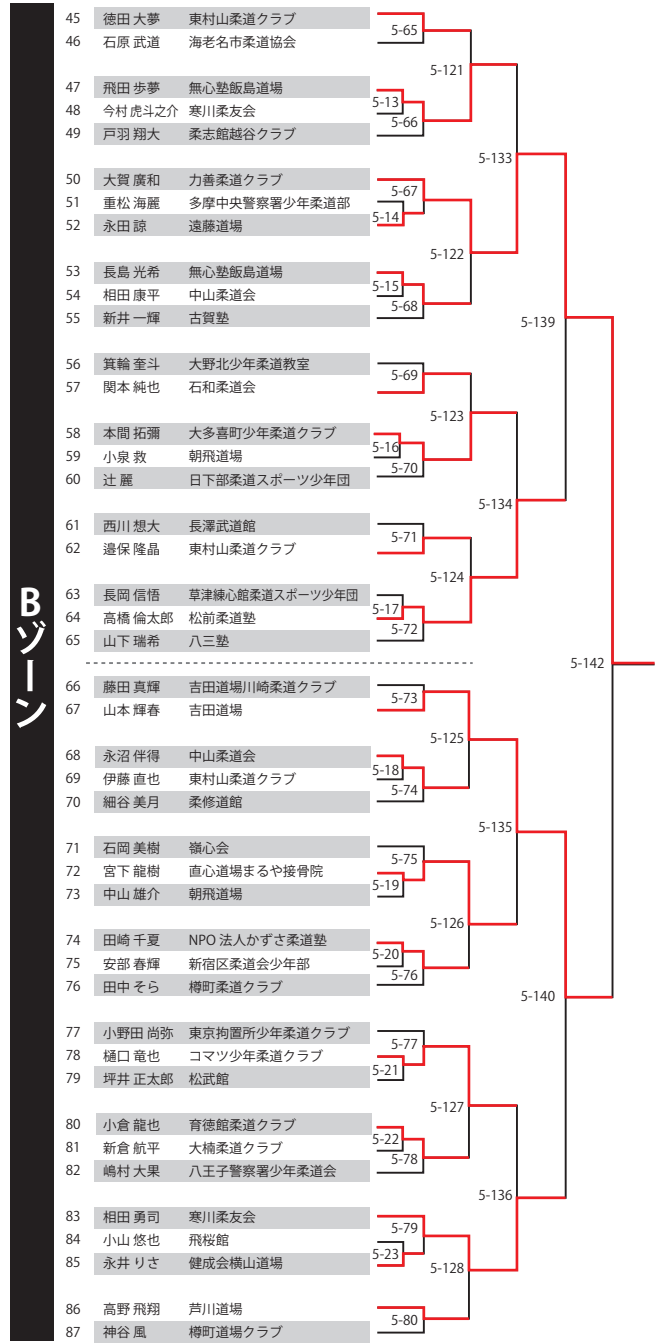 Bゾーン
45 徳田 大夢 東村山柔道クラブ
46 石原 武道 海老名市柔道協会
47 飛田 歩夢 無心塾飯島道場
48 今村 虎斗之介 寒川柔友会
49 戸羽 翔大 柔志館越谷クラブ
50 大賀 廣和 力善柔道クラブ
51 重松 海麗 多摩中央警察署少年柔道部
52 永田 諒 遠藤道場
53 長島 光希 無心塾飯島道場
54 相田 康平 中山柔道会
55 新井 一輝 古賀塾
56 箕輪 奎斗 大野北少年柔道教室
57 関本 純也 石和柔道会
58 本間 拓彌 大多喜町少年柔道クラブ
59 小泉 救 朝飛道場
60 辻 麗 日下部柔道スポーツ少年団
61 西川 想大 長澤武道館
62 邉保 隆晶 東村山柔道クラブ
63 長岡 信悟 草津練心館柔道スポーツ少年団
64 高橋 倫太郎 松前柔道塾
65 山下 瑞希 八三塾
66 藤田 真輝 吉田道場川崎柔道クラブ
67 山本 輝春 吉田道場
68 永沼 伴得 中山柔道会
69 伊藤 直也 東村山柔道クラブ
70 細谷 美月 柔修道館
71 石岡 美樹 嶺心会
72 宮下 龍樹 直心道場まるや接骨院
73 中山 雄介 朝飛道場
74 田崎 千夏 NPO 法人かずさ柔道塾
75 安部 春輝 新宿区柔道会少年部
76 田中 そら 樽町柔道クラブ
77 小野田 尚弥 東京拘置所少年柔道クラブ
78 樋口 竜也 コマツ少年柔道クラブ
79 坪井 正太郎 松武館
80 小倉 龍也 育徳館柔道クラブ
81 新倉 航平 大楠柔道クラブ
82 嶋村 大果 八王子警察署少年柔道会
83 相田 勇司 寒川柔友会
84 小山 悠也 飛桜館
85 永井 りさ 健成会横山道場
86 高野 飛翔 芦川道場
87 神谷 風 樽町道場クラブ
5-13
5-14
5-15
5-16
5-17
5-18
5-19
5-20
5-21
5-22
5-23
5-65
5-66
5-67
5-68
5-69
5-70
5-71
5-72
5-73
5-74
5-75
5-76
5-77
5-78
5-79
5-80
5-121
5-122
5-123
5-124
5-125
5-126
5-127
5-128
5-133
5-134
5-135
5-136
5-139
5-140
5-142